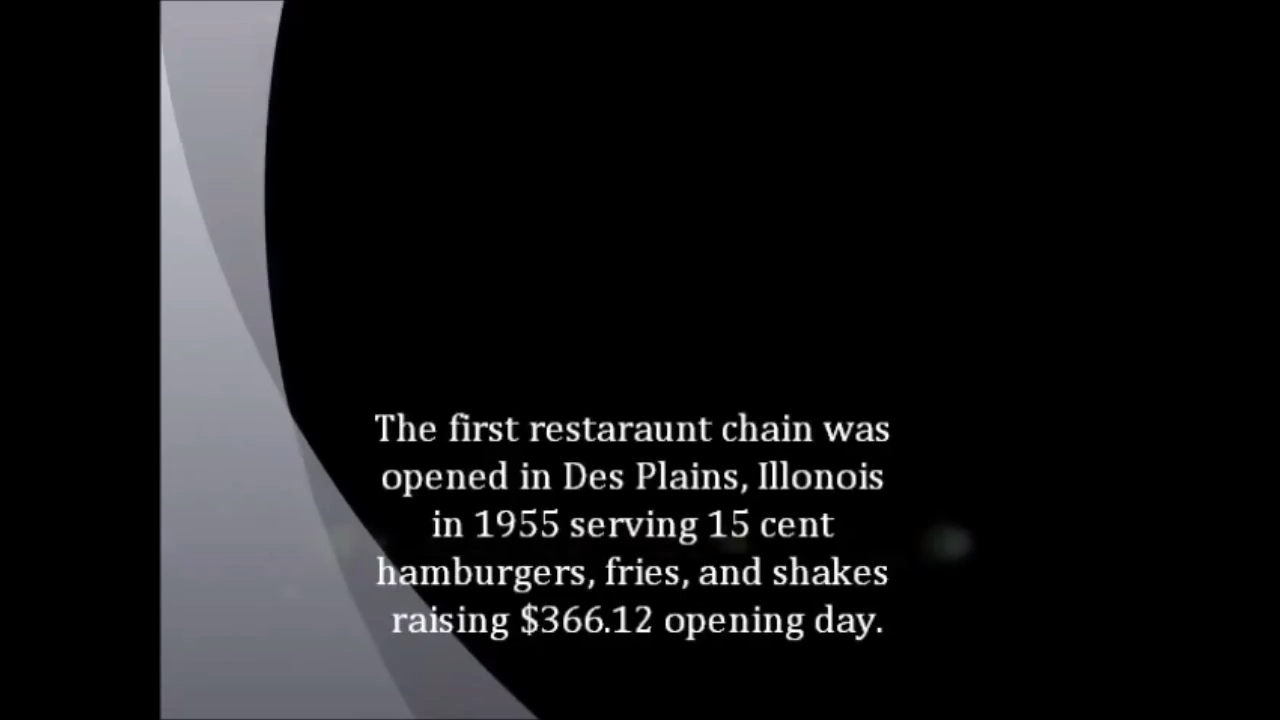 The first restaraunt chain was
opened in Des Plains, Illonois
in 1955 serving 15 cent
hamburgers, fries, and shakes
raising $366.12 opening day.